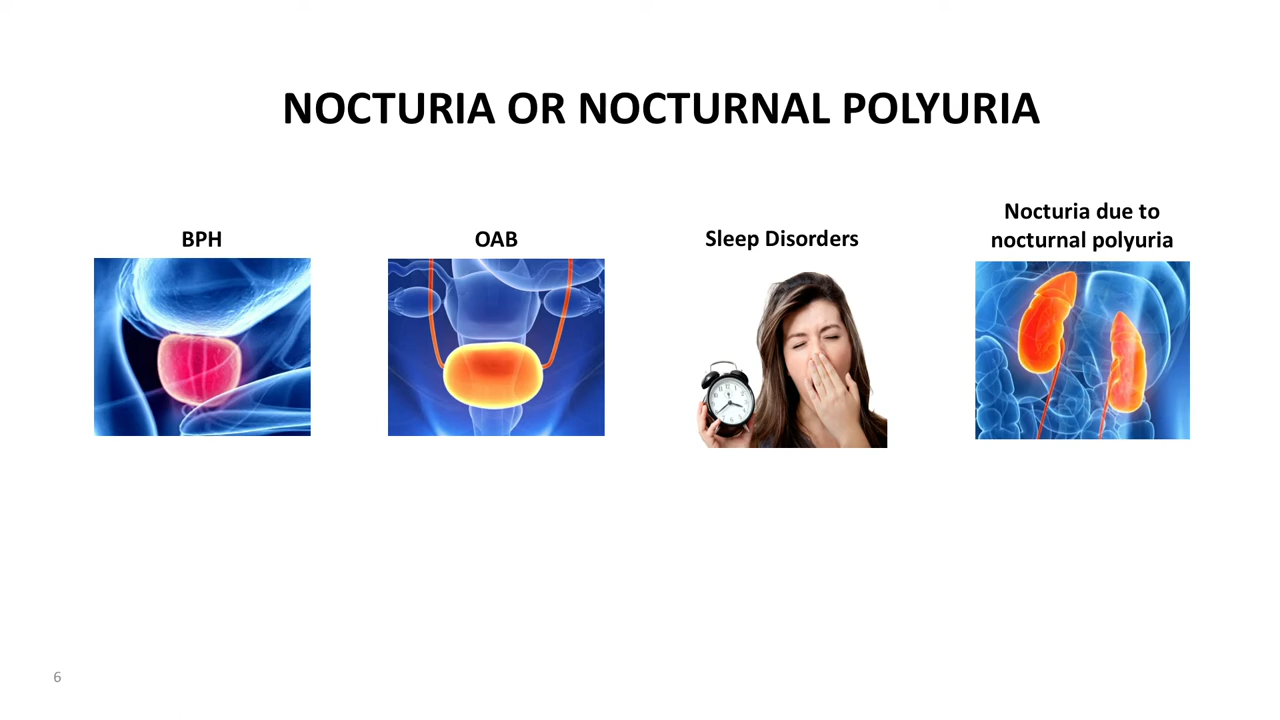 NOCTURIA OR NOCTURNAL POLYURIA
BPH
OAB
Sleep Disorders
Nocturia due to
nocturnal polyuria
6